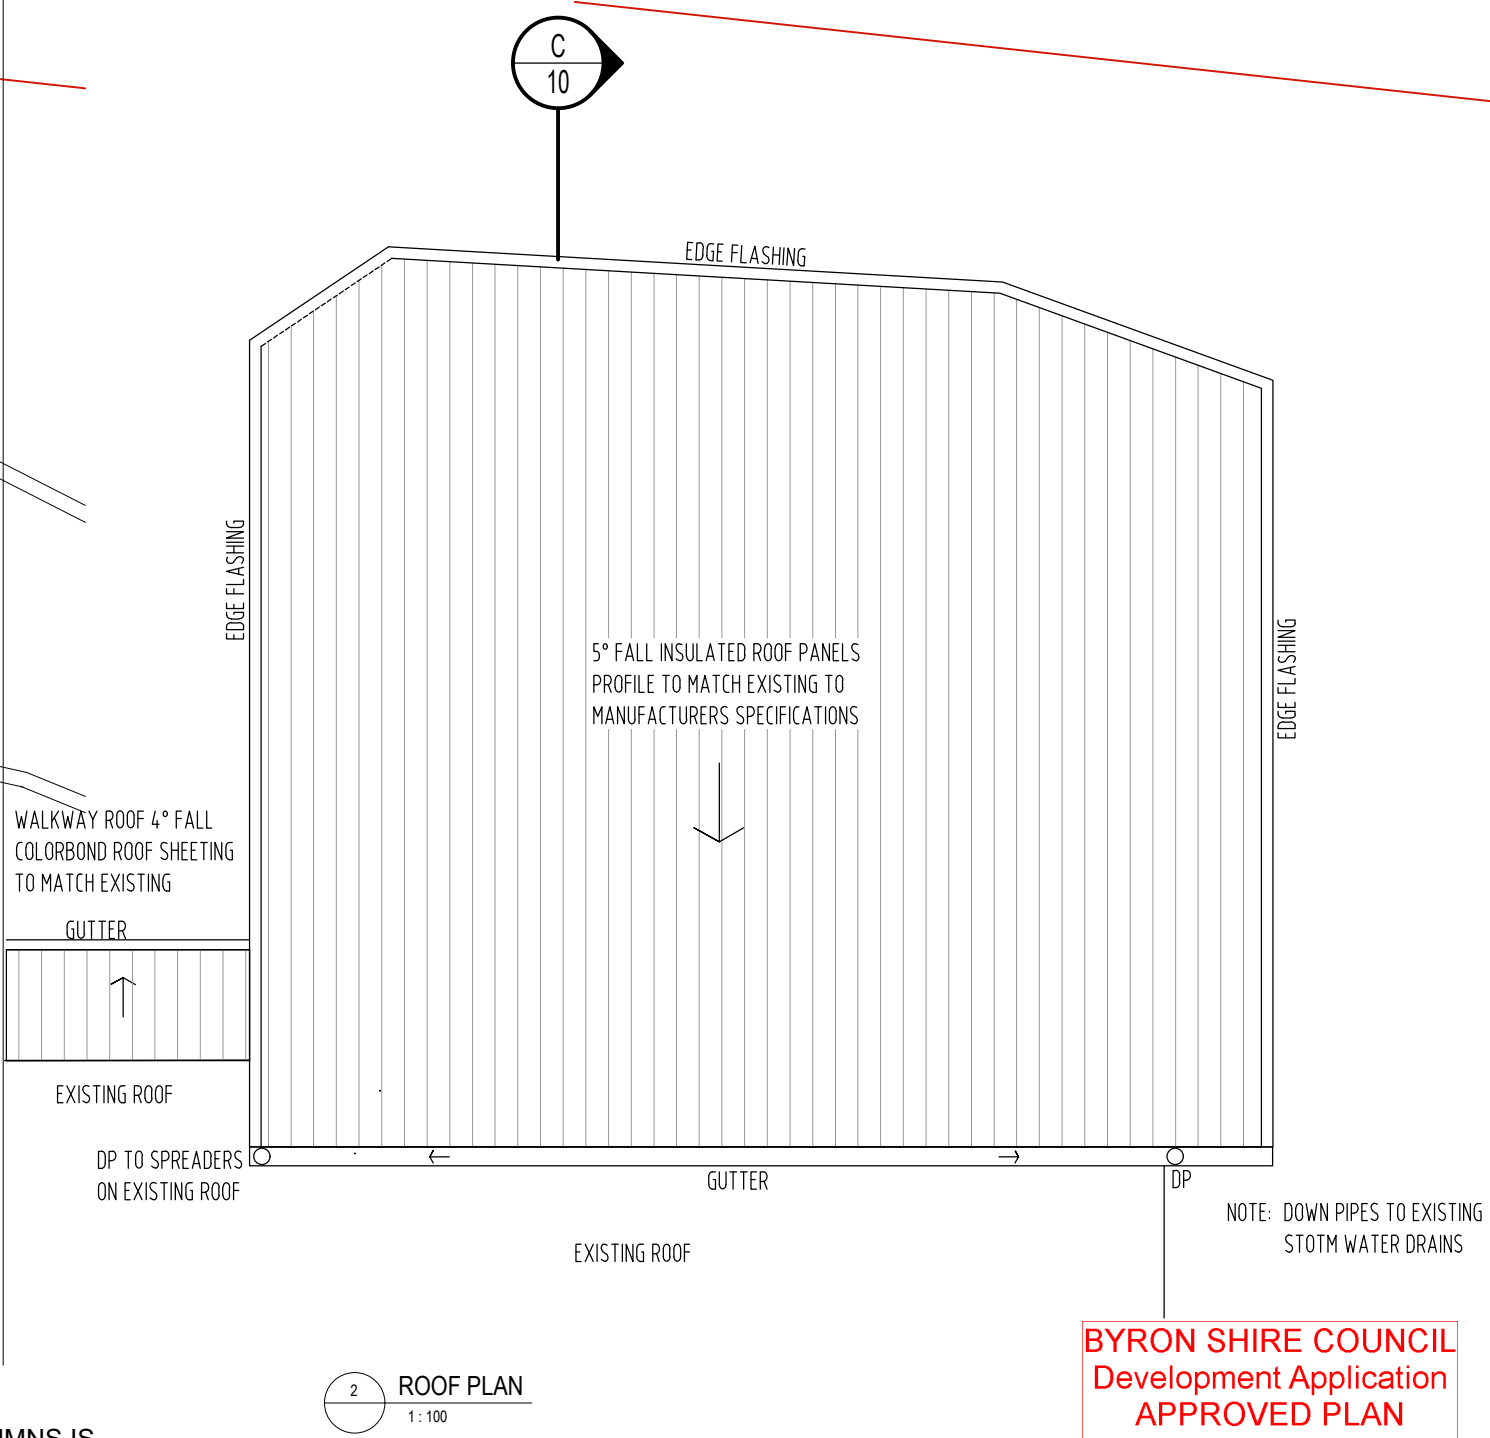 C
10
EDGE FLASHING
EDGE FLASHING
EDGE FLASHING
5° FALL INSULATED ROOF PANELS
PROFILE TO MATCH EXISTING TO
MANUFACTURERS SPECIFICATIONS
WALKWAY ROOF 4° FALL
COLORBOND ROOF SHEETING
TO MATCH EXISTING
GUTTER
EXISTING ROOF
DP TO SPREADERS
ON EXISTING ROOF
GUTTER
DP
NOTE: DOWN PIPES TO EXISTING
STOTM WATER DRAINS
EXISTING ROOF
BYRON SHIRE COUNCIL
Development Application
APPROVED PLAN
2
ROOF PLAN
1 : 100